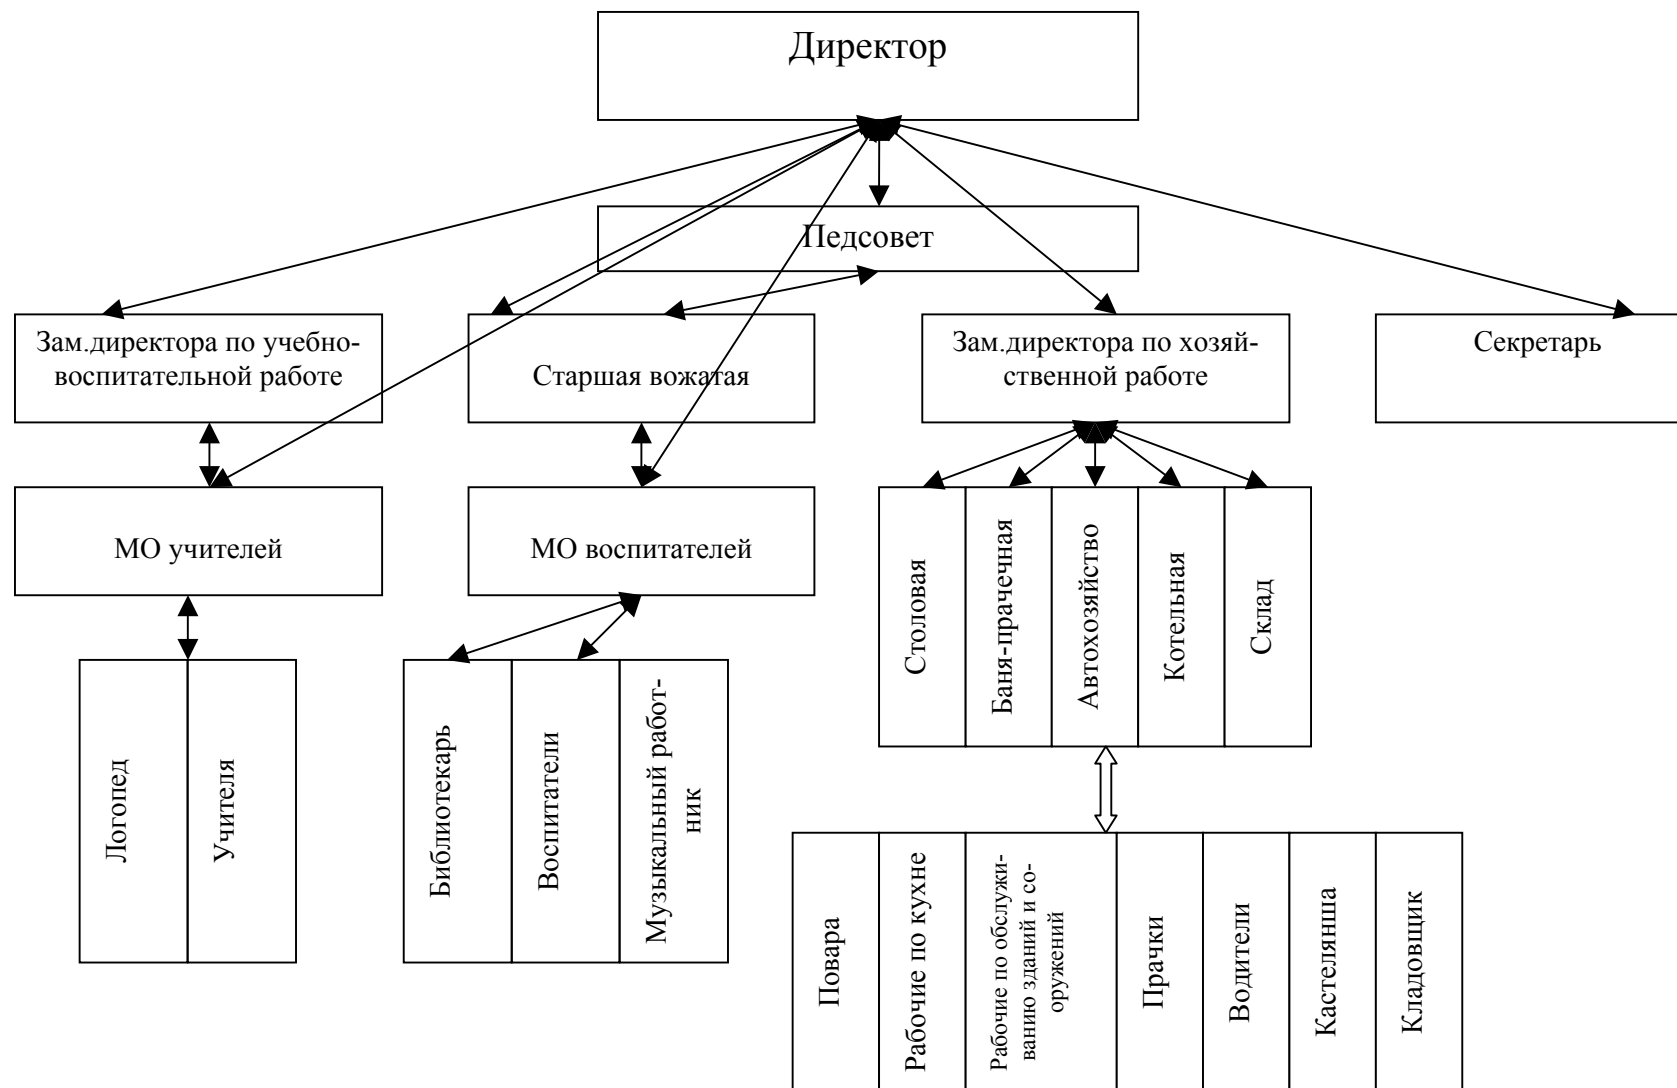 Директор
Педсовет
Зам.директора по учебно-
воспитательной работе
Старшая вожатая
Зам.директора по хозяй-
ственной работе
Секретарь
МО учителей
МО воспитателей
Столовая
Баня-прачечная
Автохозяйство
Котельная
Склад
Логопед
Учителя
Библиотекарь
Воспитатели
Музыкальный работ-
ник
Повара
Рабочие по кухне
Рабочие по обслужи-
ванию зданий и со-
оружений
Прачки
Водители
Кастелянша
Кладовщик